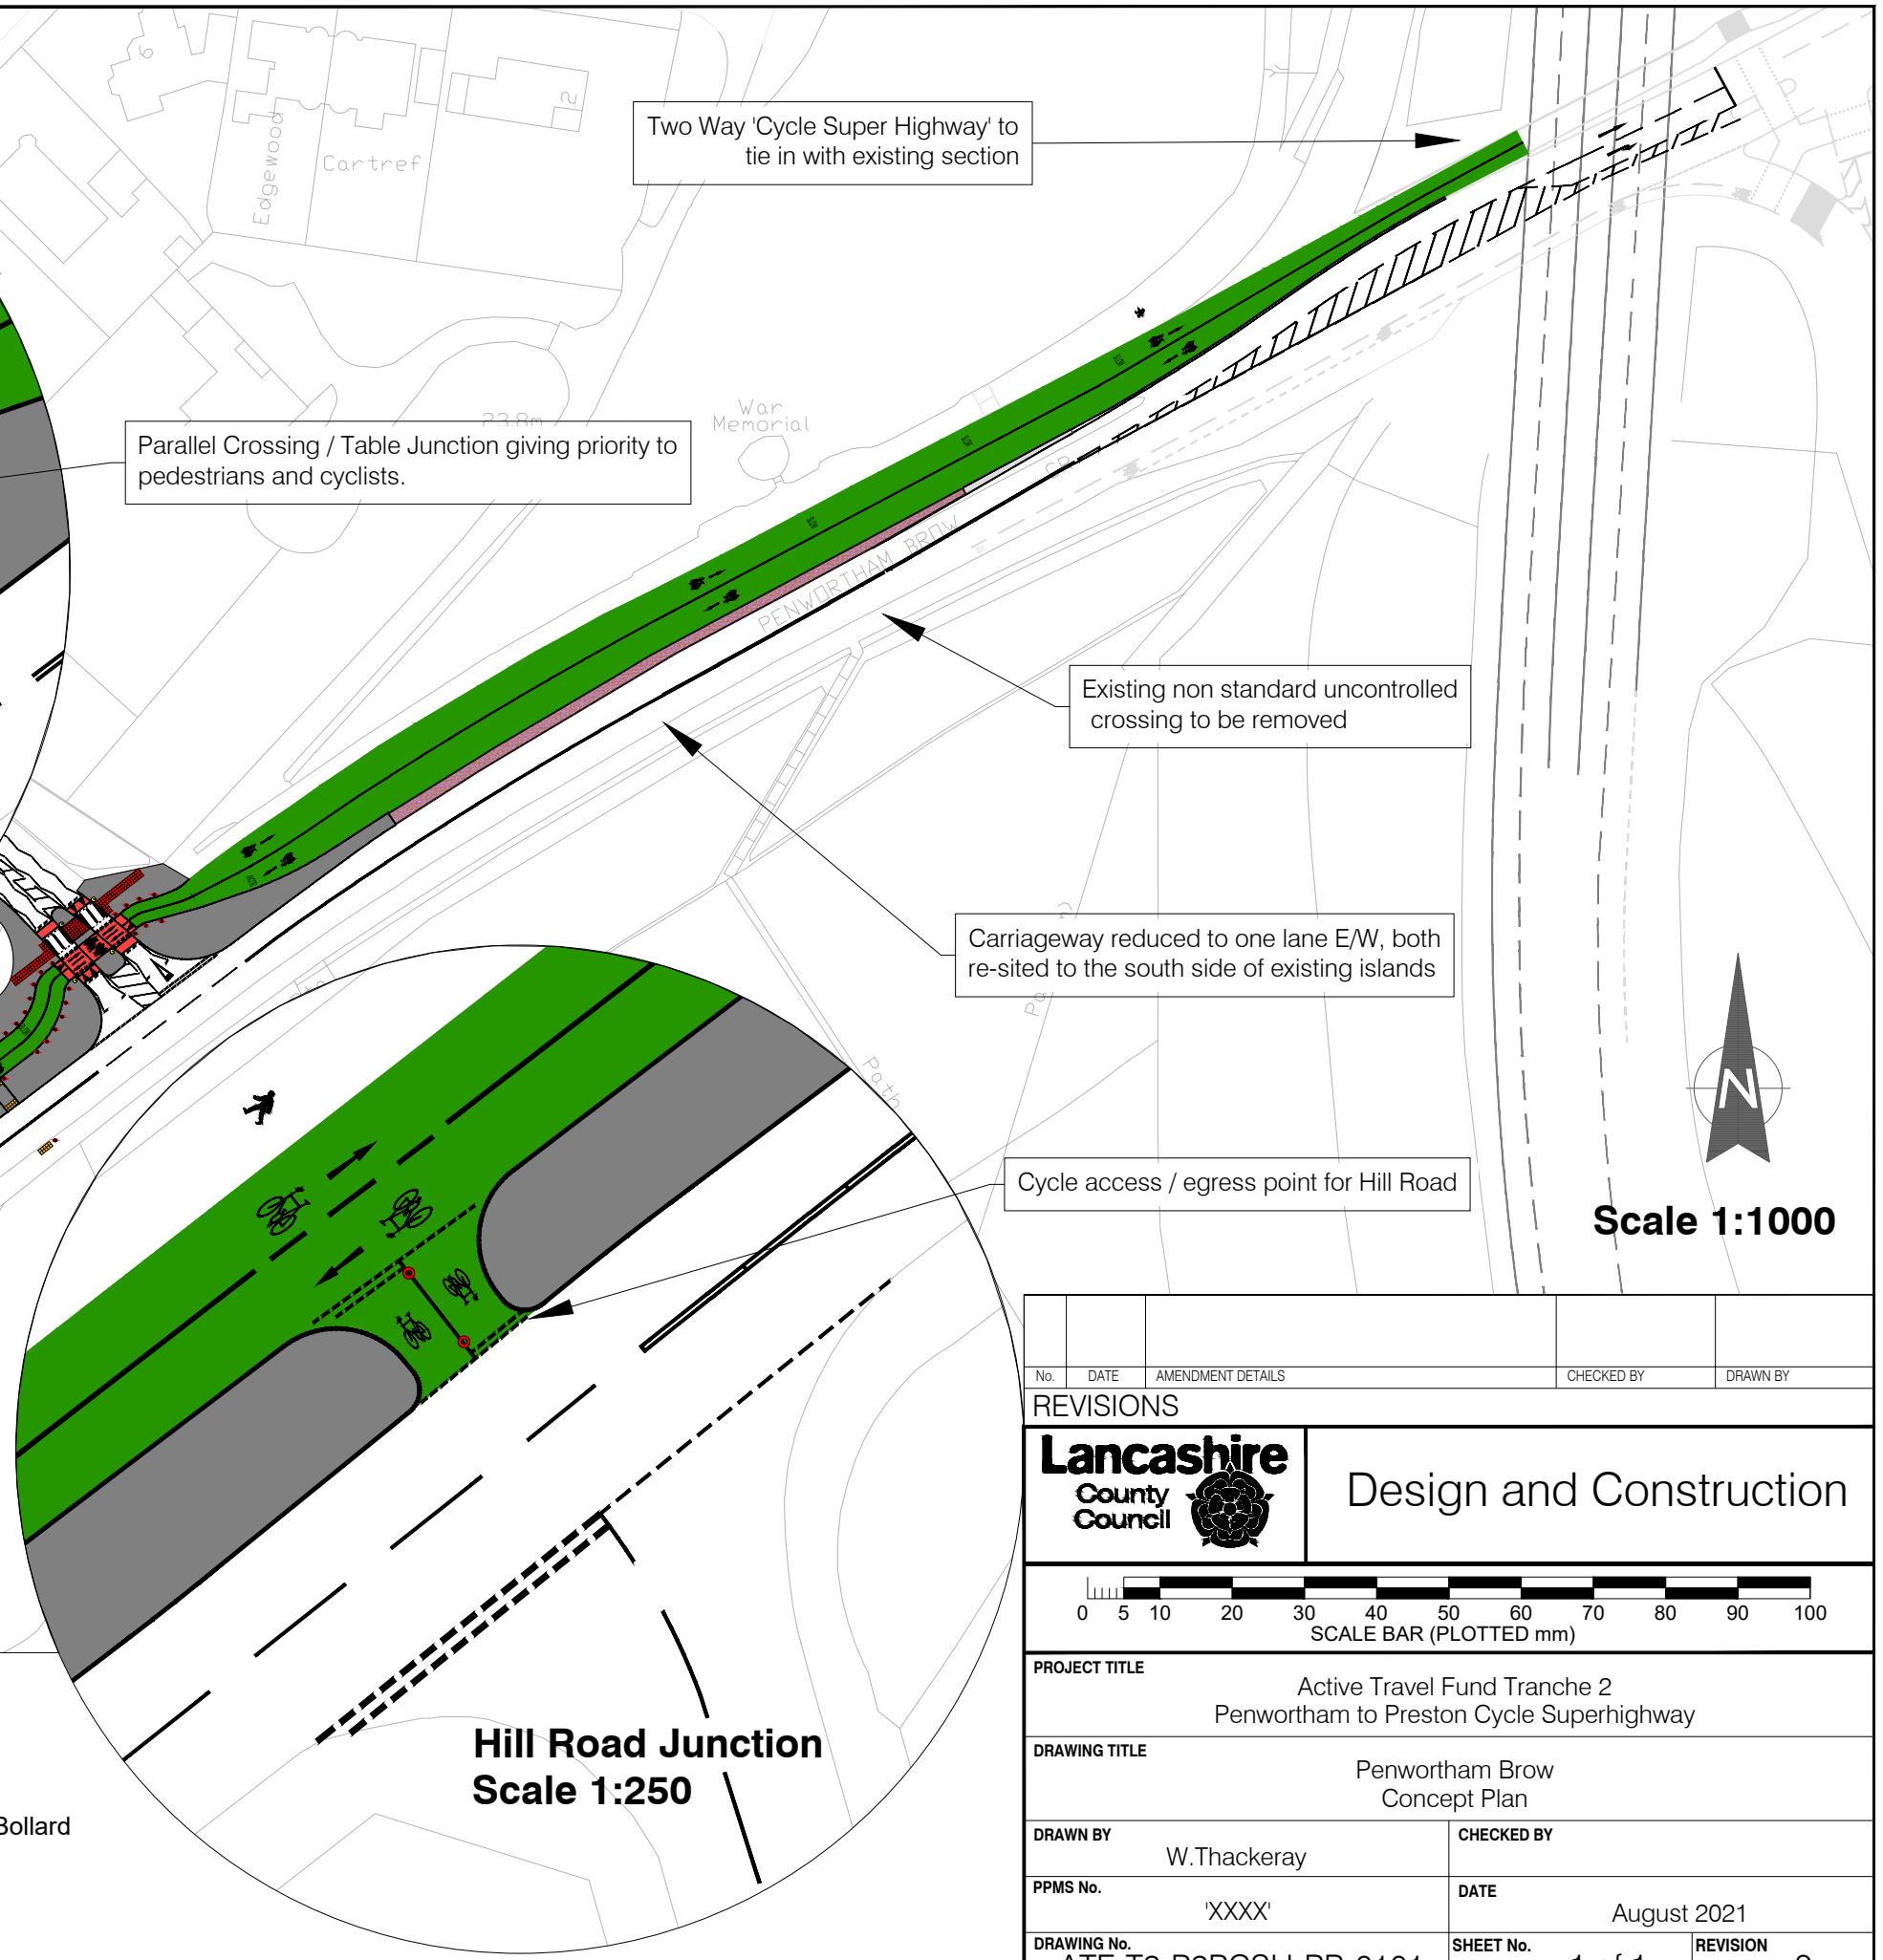 6
2
Edgewood
Cartref
Two Way 'Cycle Super Highway' to
tie in with existing section
23.8m
Parallel Crossing / Table Junction giving priority to
pedestrians and cyclists.
War
Memorial
PENWORTHAM BROW
Existing non standard uncontrolled
crossing to be removed
Carriageway reduced to one lane E/W, both
re-sited to the south side of existing islands
Path
Cycle access / egress point for Hill Road
N
Scale 1:1000
Hill Road Junction
Scale 1:250
Bollard
No. DATE AMENDMENT DETAILS CHECKED BY DRAWN BY
REVISIONS
Lancashire
County
Council
Design and Construction
0 5 10 20 30 40 50 60 70 80 90 100
SCALE BAR (PLOTTED mm)
PROJECT TITLE
Active Travel Fund Tranche 2
Penwortham to Preston Cycle Superhighway
DRAWING TITLE
Penwortham Brow
Concept Plan
DRAWN BY
W.Thackeray
CHECKED BY
PPMS No.
'XXXX'
DATE
August 2021
DRAWING No.
SHEET No.
1 of 1
REVISION